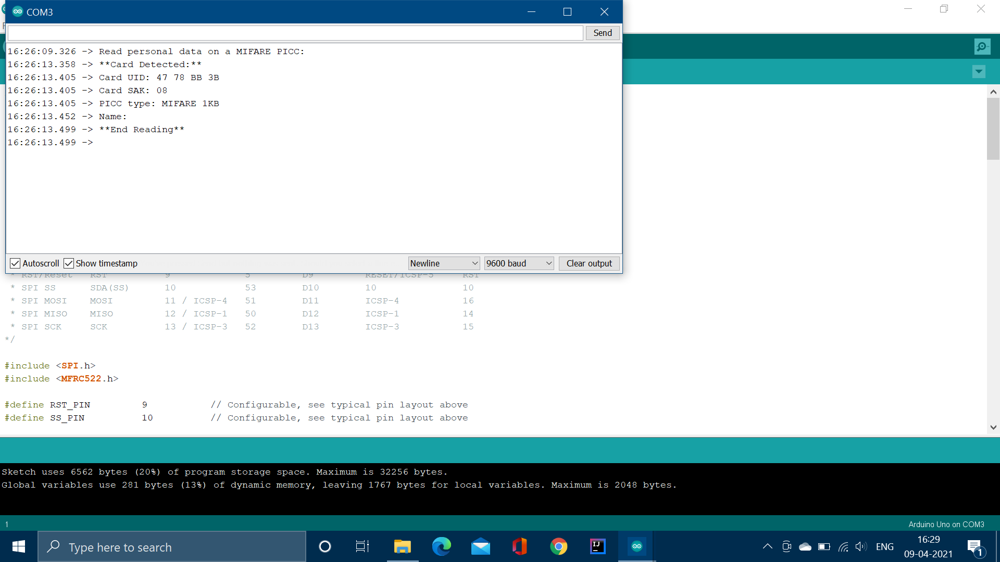 COM3
Send
16:26:09.326 -> Read personal data on a MIFARE PICC:
16:26:13.358 -> **Card Detected:**
16:26:13.405 -> Card UID: 47 78 BB 3B
16:26:13.405 -> Card SAK: 08
16:26:13.405 -> PICC type: MIFARE 1KB
16:26:13.452 -> Name:
16:26:13.499 -> **End Reading**
16:26:13.499 ->
Autoscroll Show timestamp Newline 9600 baud Clear output
* RST/Reset RST 9 5 D9 RESET/ICSP-5 RST
* SPI SS SDA(SS) 10 53 D10 10 10
* SPI MOSI MOSI 11 / ICSP-4 51 D11 ICSP-4 16
* SPI MISO MISO 12 / ICSP-1 50 D12 ICSP-1 14
* SPI SCK SCK 13 / ICSP-3 52 D13 ICSP-3 15
*/
#include <SPI.h>
#include <MFRC522.h>
#define RST_PIN 9 // Configurable, see typical pin layout above
#define SS_PIN 10 // Configurable, see typical pin layout above
Sketch uses 6562 bytes (20%) of program storage space. Maximum is 32256 bytes.
Global variables use 281 bytes (13%) of dynamic memory, leaving 1767 bytes for local variables. Maximum is 2048 bytes.
1 Arduino Uno on COM3
Type here to search
IJ
ENG
16:29
09-04-2021
1